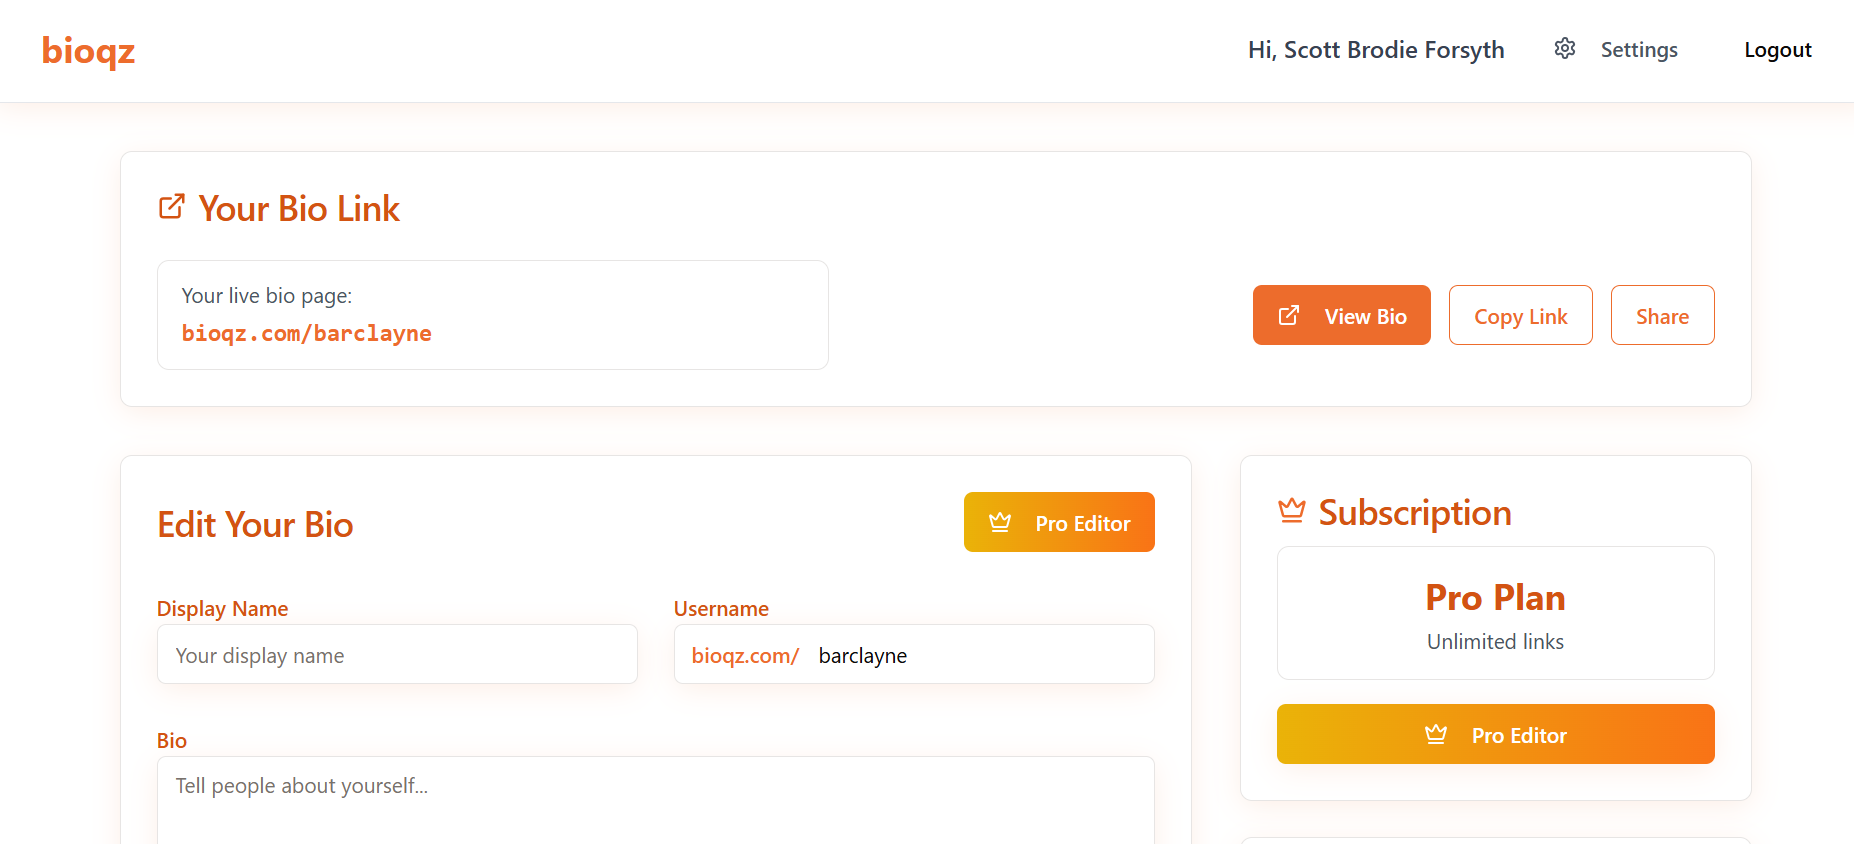 bioqz
Hi, Scott Brodie Forsyth
Settings
Logout
Your Bio Link
Your live bio page:
bioqz.com/barclayne
View Bio
Copy Link
Share
Edit Your Bio
Pro Editor
Display Name
Your display name
Username
bioqz.com/ barclayne
Bio
Tell people about yourself...
Subscription
Pro Plan
Unlimited links
Pro Editor